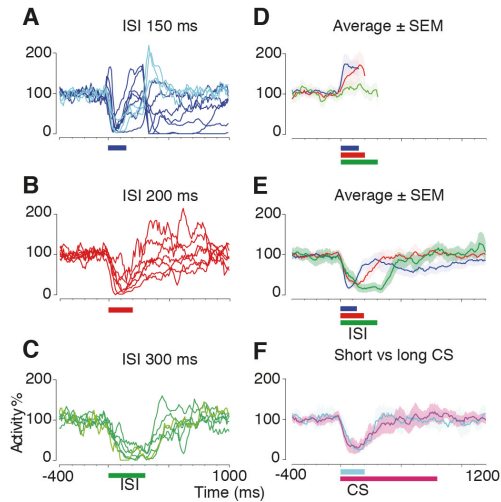 A
ISI 150 ms
200
100
0
B
ISI 200 ms
200
100
0
C
ISI 300 ms
200
100
0
Activity%
-400
ISI
Time (ms)
1000
D
Average ± SEM
200
100
0
E
Average ± SEM
200
100
0
ISI
F
Short vs long CS
200
100
0
-400
CS
1200